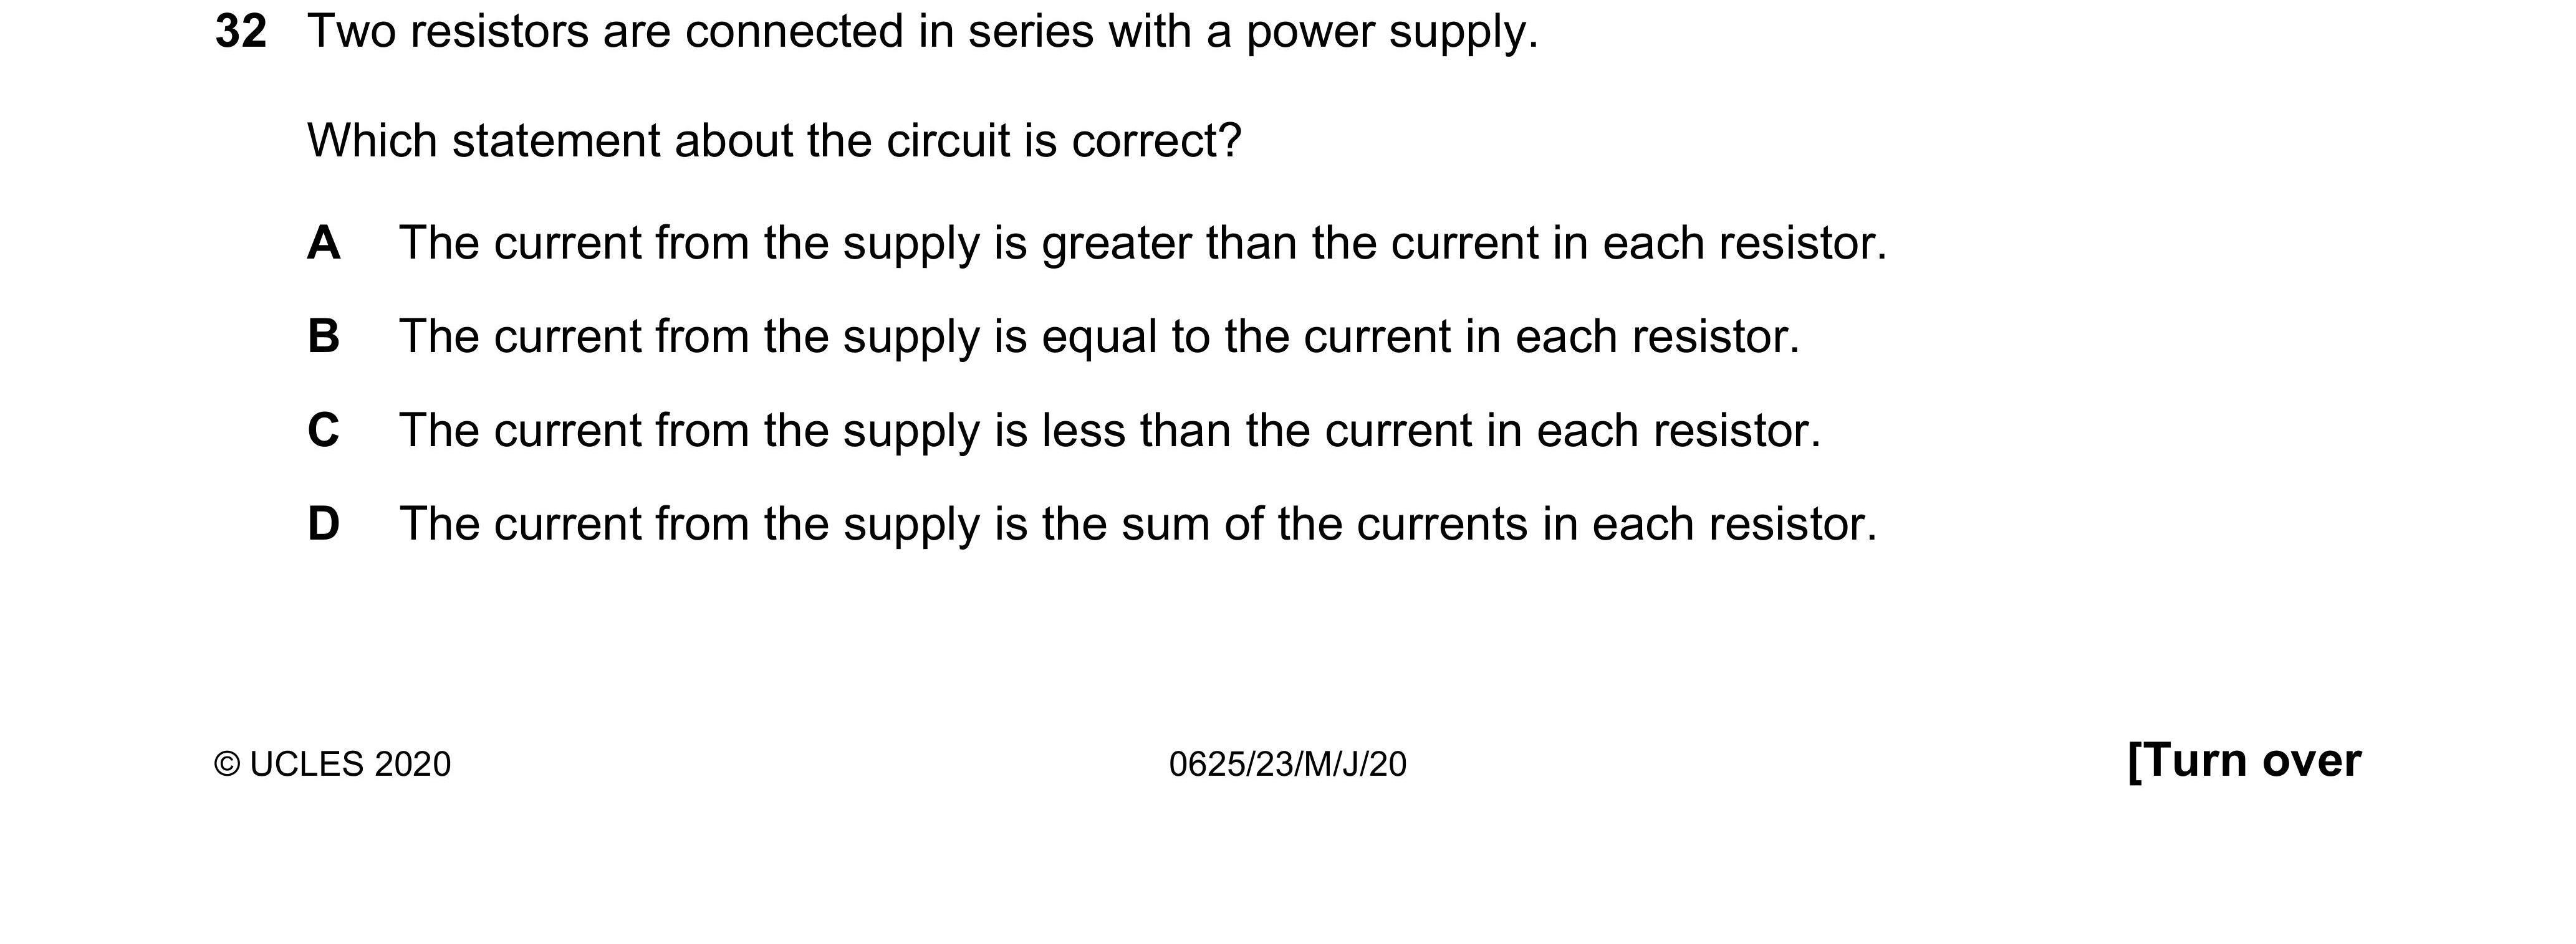 32 Two resistors are connected in series with a power supply.
Which statement about the circuit is correct?
A The current from the supply is greater than the current in each resistor.
B The current from the supply is equal to the current in each resistor.
C The current from the supply is less than the current in each resistor.
D The current from the supply is the sum of the currents in each resistor.
© UCLES 2020 0625/23/M/J/20 [Turn over